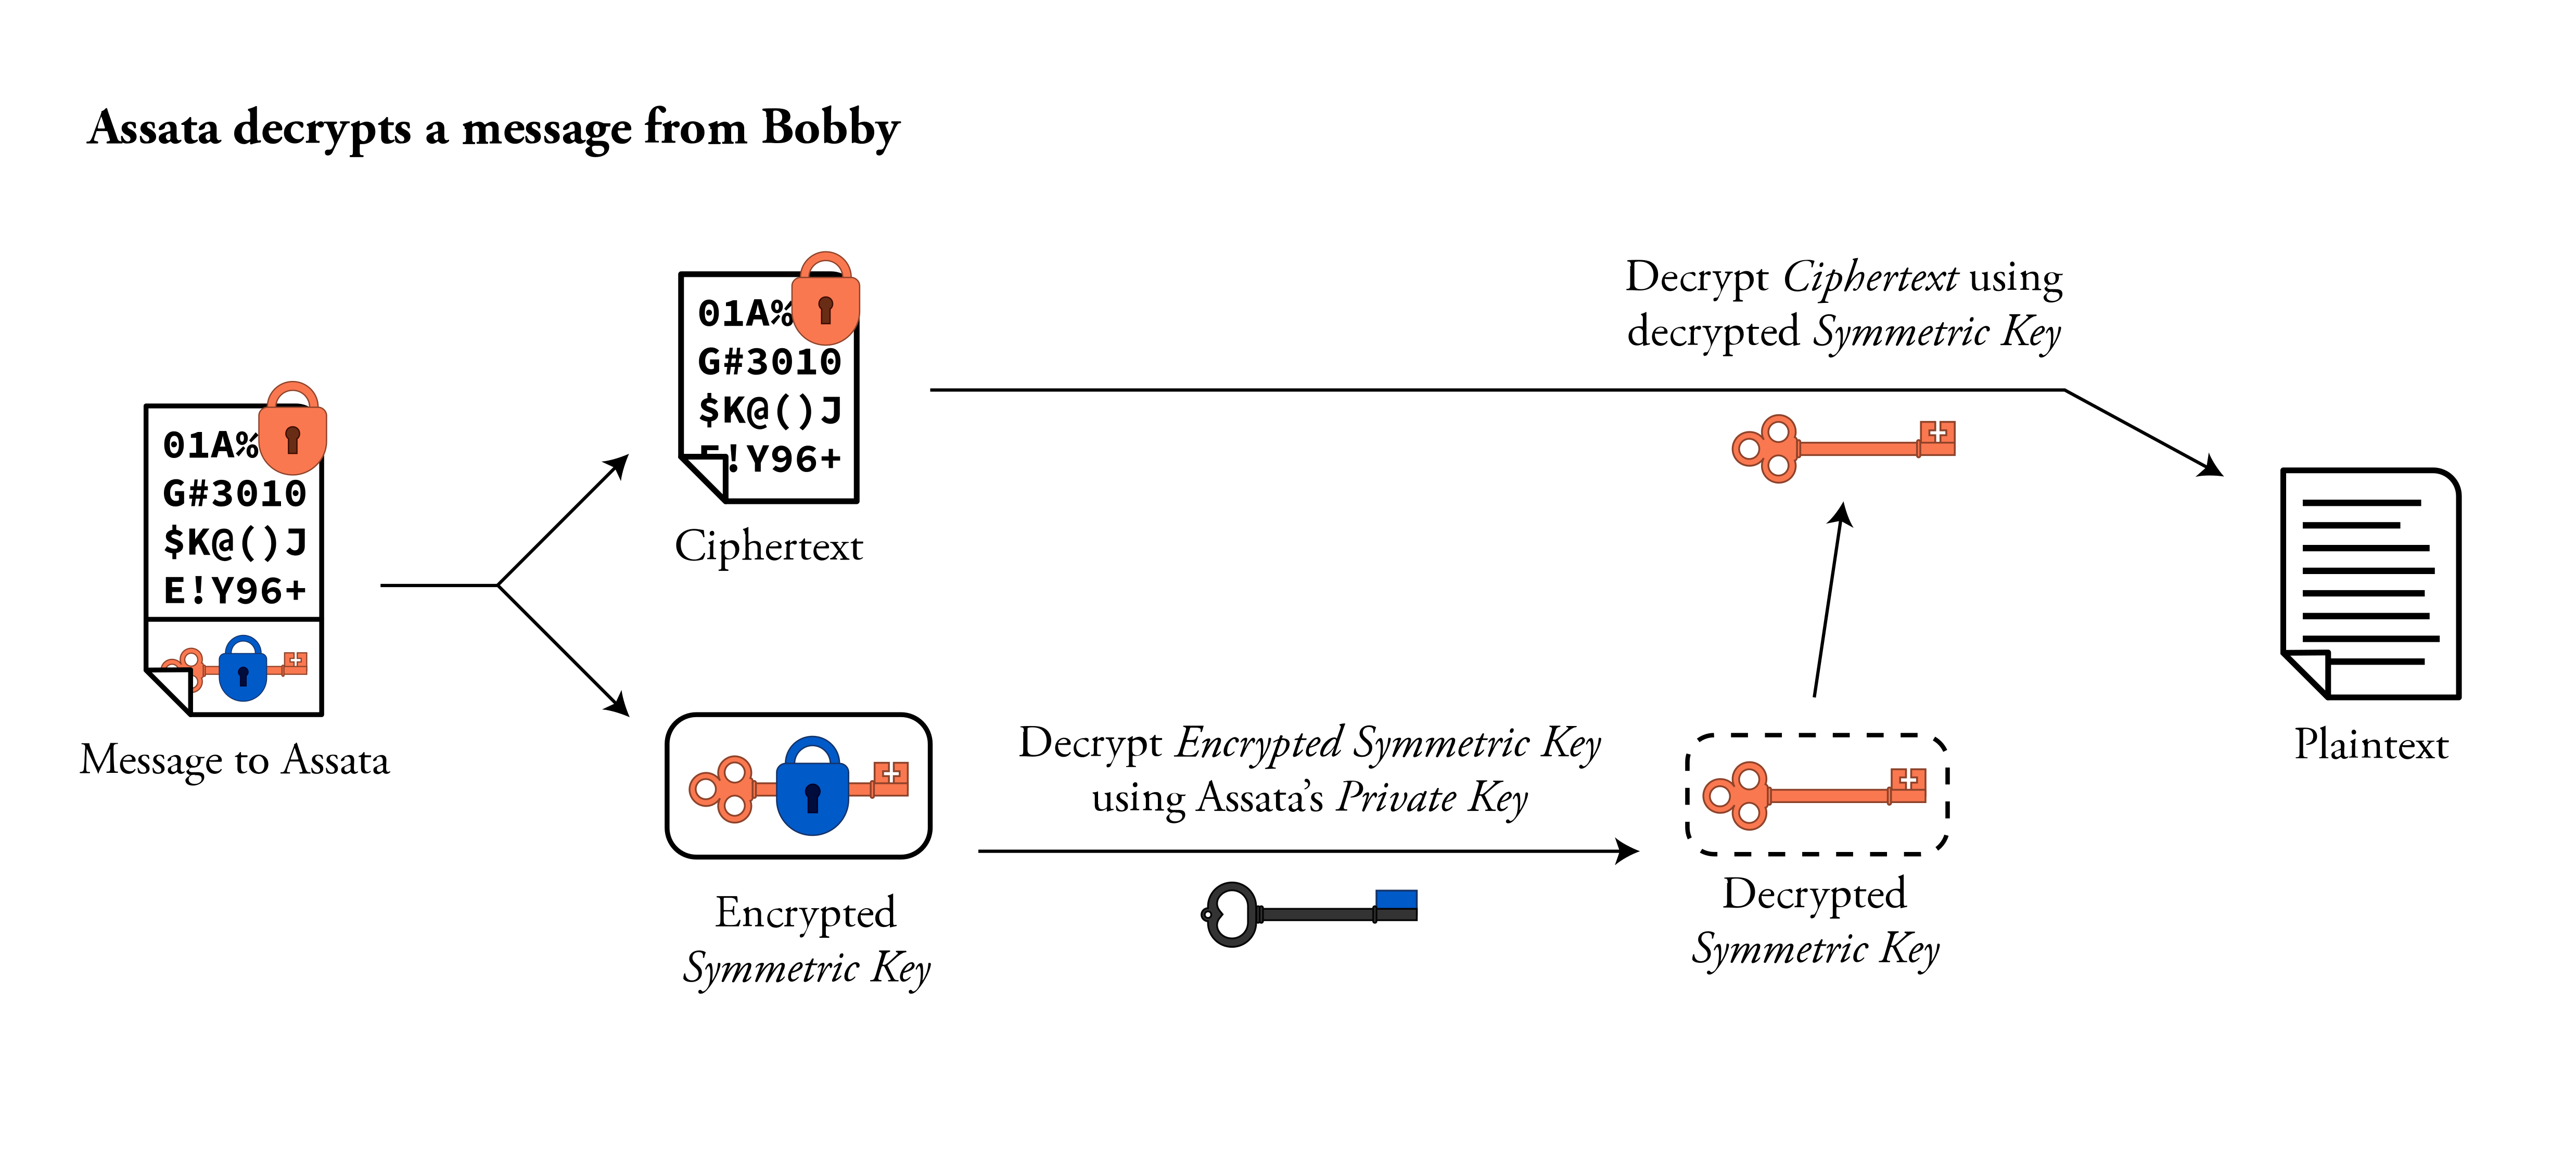 Assata decrypts a message from Bobby
01A%
G#3010
$K@()J
E!Y96+
Message to Assata
01A%
G#3010
$K@()J
E!Y96+
Ciphertext
Encrypted
Symmetric Key
Decrypt Encrypted Symmetric Key
using Assata’s Private Key
Decrypted
Symmetric Key
Decrypt Ciphertext using
decrypted Symmetric Key
Plaintext